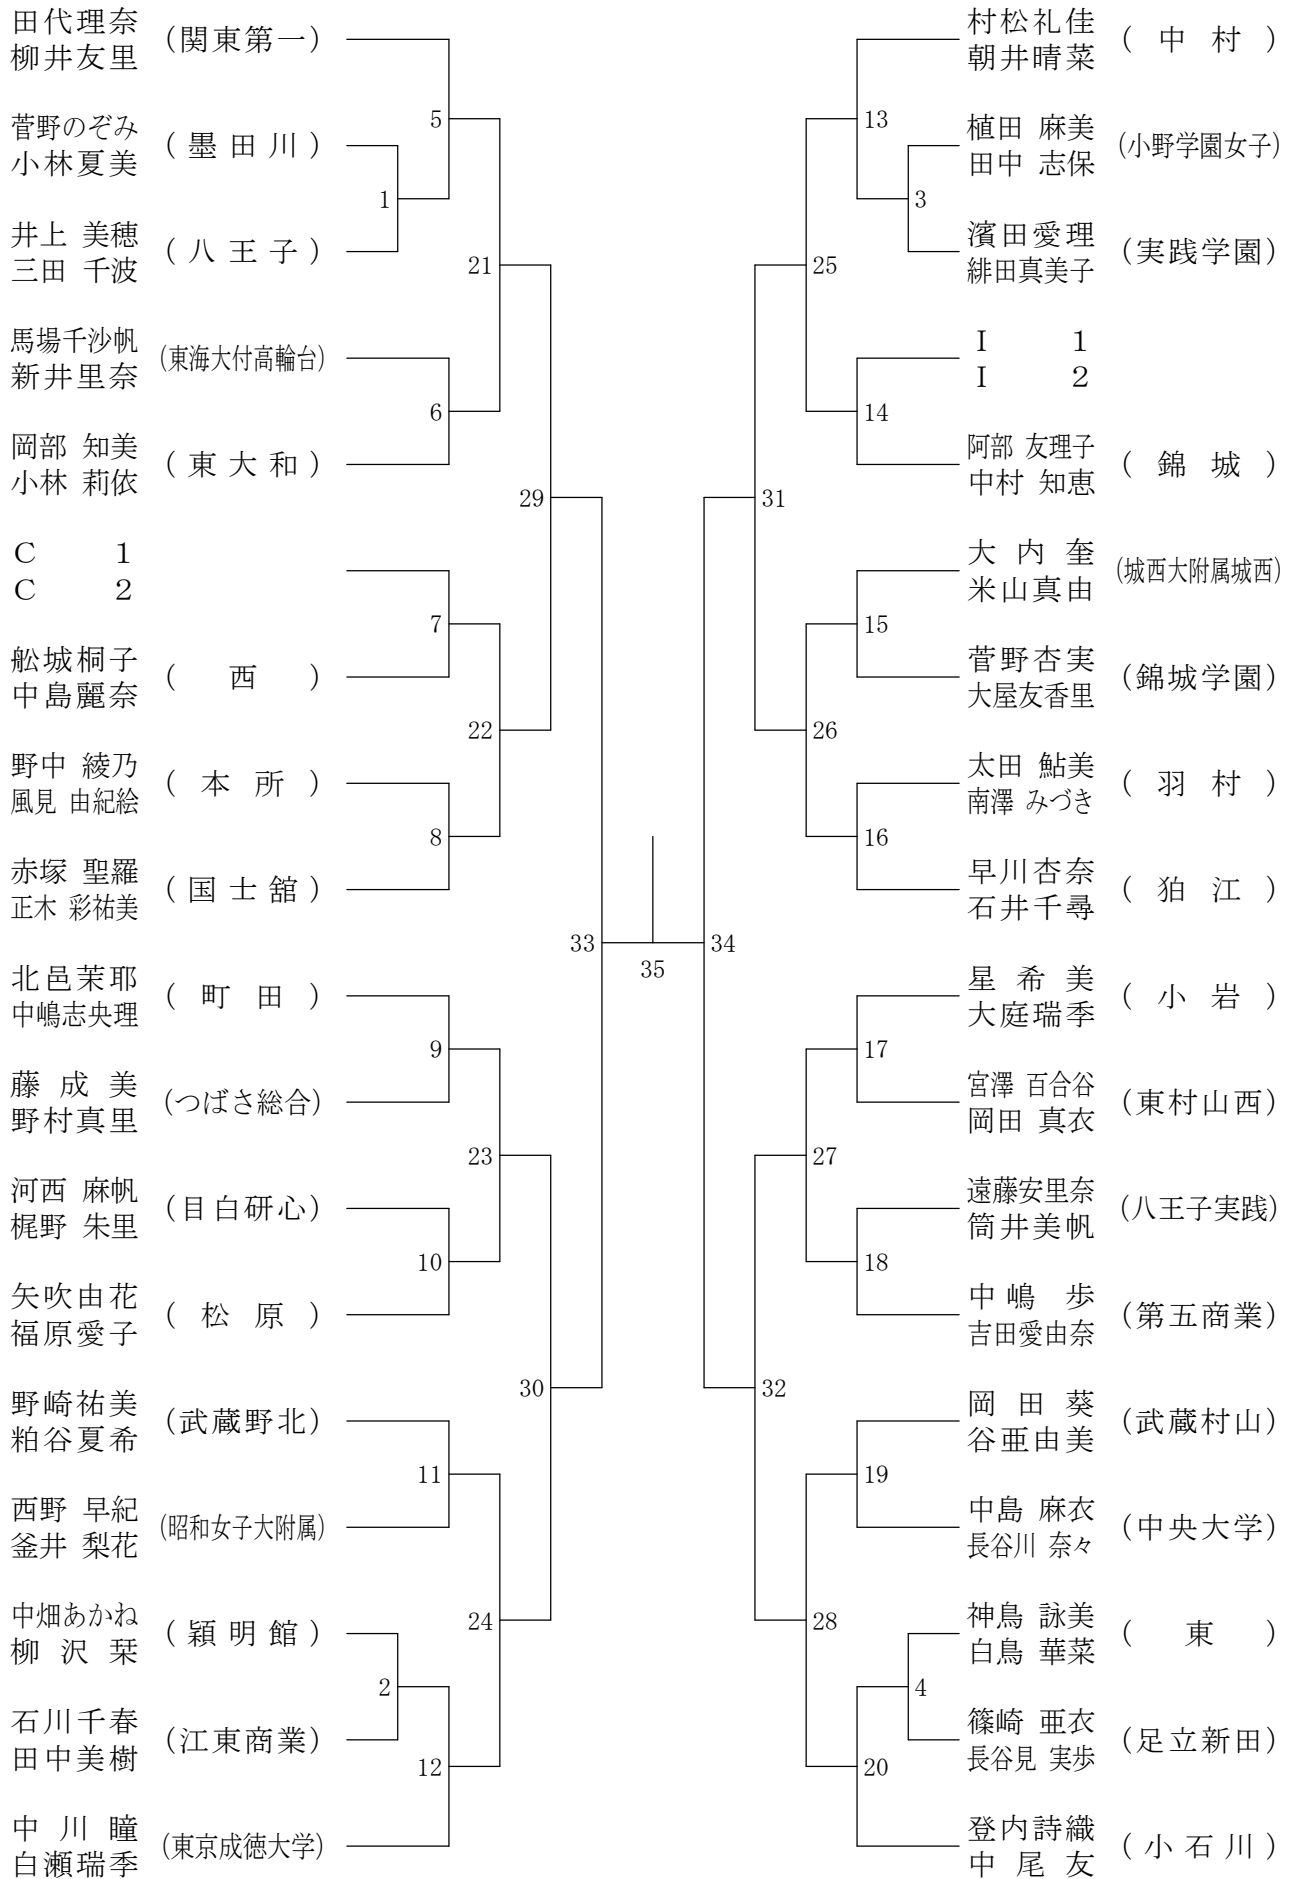 田代理奈
柳井友里
(関東第一)
菅野のぞみ
小林夏美
(墨田川)
井上 美穂
三田 千波
(八王子)
馬場千沙帆
新井里奈
(東海大付高輪台)
岡部 知美
小林 莉依
(東大和)
C 1
C 2
舩城桐子
中島麗奈
(西)
野中 綾乃
風見 由紀絵
(本所)
赤塚 聖羅
正木 彩祐美
(国士舘)
北邑茉耶
中嶋志央理
(町田)
藤成美
野村真里
(つばさ総合)
河西 麻帆
梶野 朱里
(目白研心)
矢吹由花
福原愛子
(松原)
野崎祐美
粕谷夏希
(武蔵野北)
西野 早紀
釜井 梨花
(昭和女子大附属)
中畑あかね
柳沢栞
(穎明館)
石川千春
田中美樹
(江東商業)
中川瞳
白瀬瑞季
(東京成徳大学)
1
2
5
6
7
8
9
10
11
12
21
22
23
24
29
30
33
35
34
31
32
25
26
27
28
13
14
15
16
17
18
19
20
3
4
村松礼佳
朝井晴菜
(中村)
植田 麻美
田中 志保
(小野学園女子)
濱田愛理
緋田真美子
(実践学園)
I 1
I 2
阿部 友理子
中村 知恵
(錦城)
大内奎
米山真由
(城西大附属城西)
菅野杏実
大屋友香里
(錦城学園)
太田 鮎美
南澤 みづき
(羽村)
早川杏奈
石井千尋
(狛江)
星希美
大庭瑞季
(小岩)
宮澤 百合谷
岡田 真衣
(東村山西)
遠藤安里奈
筒井美帆
(八王子実践)
中嶋歩
吉田愛由奈
(第五商業)
岡田葵
谷亜由美
(武蔵村山)
中島 麻衣
長谷川 奈々
(中央大学)
神鳥 詠美
白鳥 華菜
(東)
篠崎 亜衣
長谷見 実歩
(足立新田)
登内詩織
中尾友
(小石川)